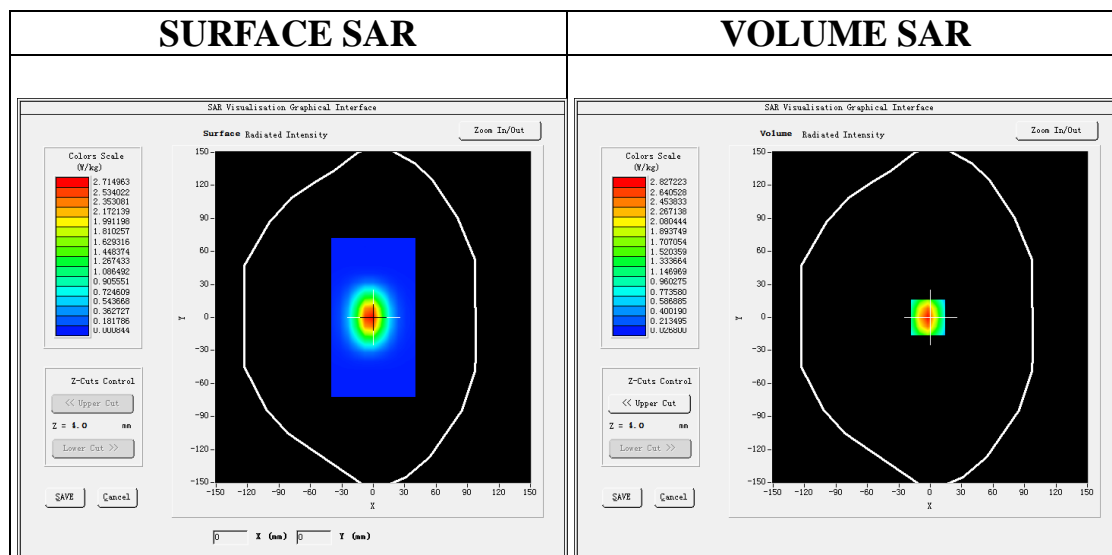 SURFACE SAR
VOLUME SAR
SAR Visualisation Graphical Interface
Surface Radiated Intensity
Zoom In/Out
Colors Scale
(W/kg)
2.714963
2.534022
2.353081
2.172139
1.991198
1.810257
1.629316
1.448374
1.267433
1.086492
0.905551
0.724609
0.543668
0.362727
0.181786
0.000844
150
120
90
60
30
0
-30
-60
-90
-120
-150
Y
-150 -120 -90 -60 -30 0 30 60 90 120 150
X
Z-Cuts Control
<< Upper Cut
Z = 4.0 mm
Lower Cut >>
SAVE Cancel
0 X (mm) 0 Y (mm)
SAR Visualisation Graphical Interface
Volume Radiated Intensity
Zoom In/Out
Colors Scale
(W/kg)
2.827223
2.640528
2.453833
2.267138
2.080444
1.893749
1.707054
1.520359
1.333664
1.146969
0.960275
0.773580
0.586885
0.400190
0.213495
0.026800
150
120
90
60
30
0
-30
-60
-90
-120
-150
Y
-150 -120 -90 -60 -30 0 30 60 90 120 150
X
Z-Cuts Control
<< Upper Cut
Z = 4.0 mm
Lower Cut >>
SAVE Cancel